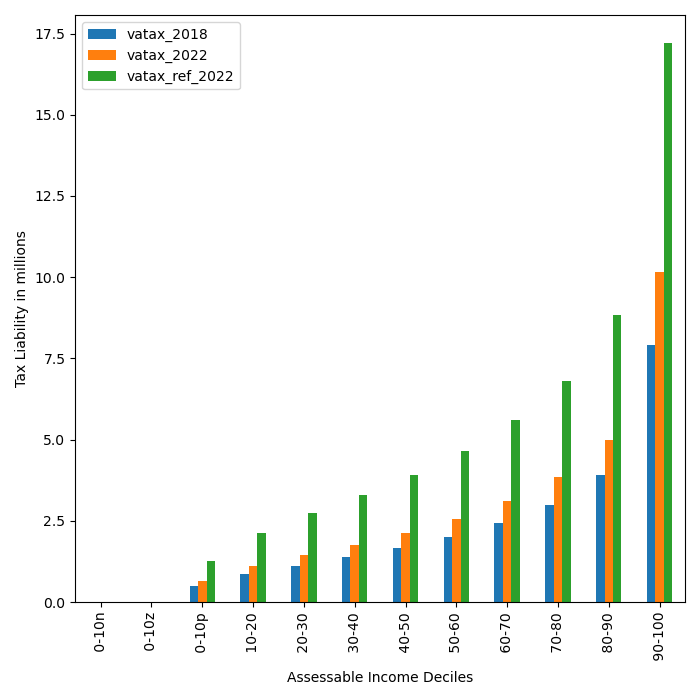 vatax_2018
vatax_2022
vatax_ref_2022
Tax Liability in millions
17.5
15.0
12.5
10.0
7.5
5.0
2.5
0.0
0-10n
0-10z
0-10p
10-20
20-30
30-40
40-50
50-60
60-70
70-80
80-90
90-100
Assessable Income Deciles